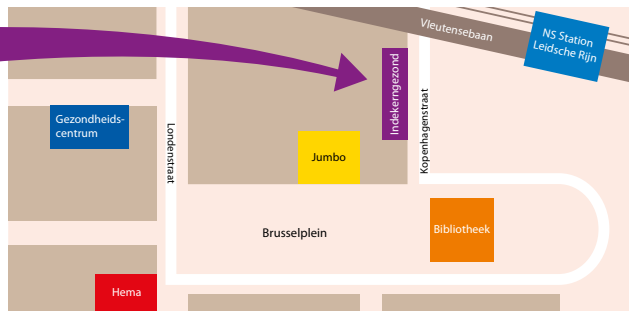 Vleutensebaan
NS Station
Leidsche Rijn
Indekerngezond
Kopenhagenstraat
Gezondheids-
centrum
Londenstraat
Jumbo
Brusselplein
Bibliotheek
Hema